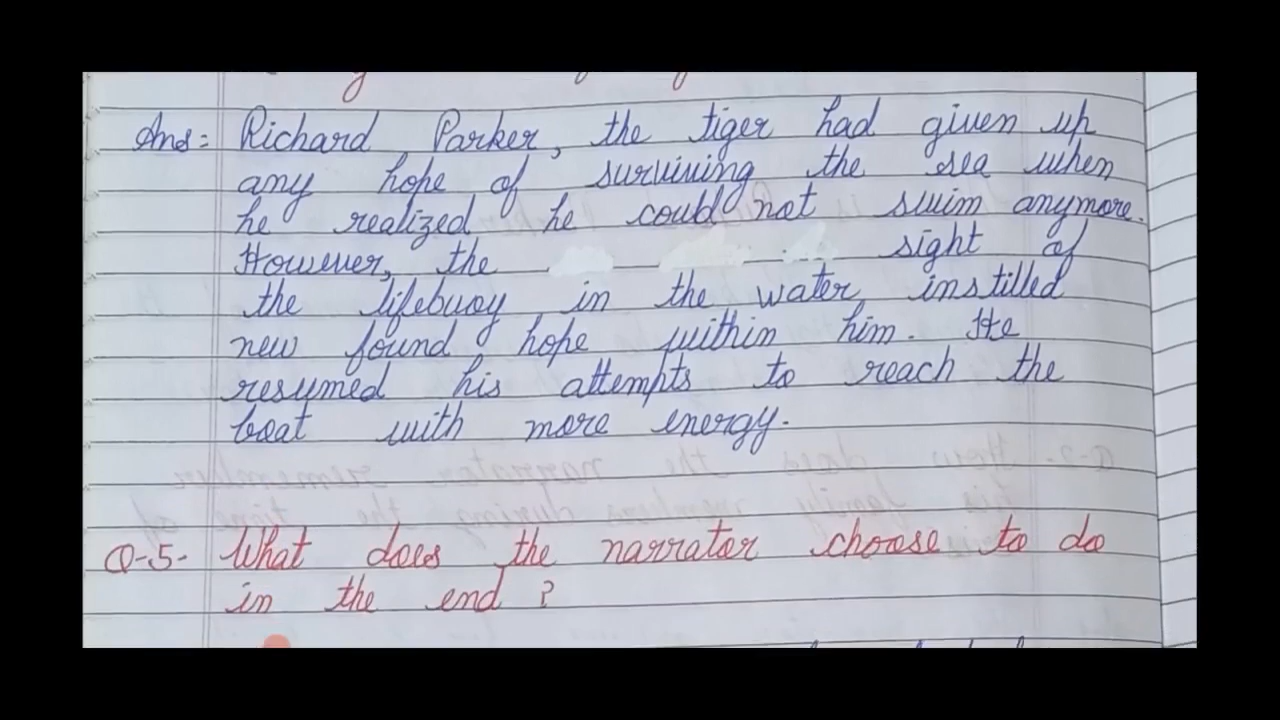 Ans: Richard Parker, the tiger had given up
any hope of surviving the sea when
he realized he could not swim anymore.
However, the sight of
the lifebuoy in the water, instilled
new found hope within him. He
resumed his attempts to reach the
boat with more energy.
Q-5- What does the narrator choose to do
in the end ?